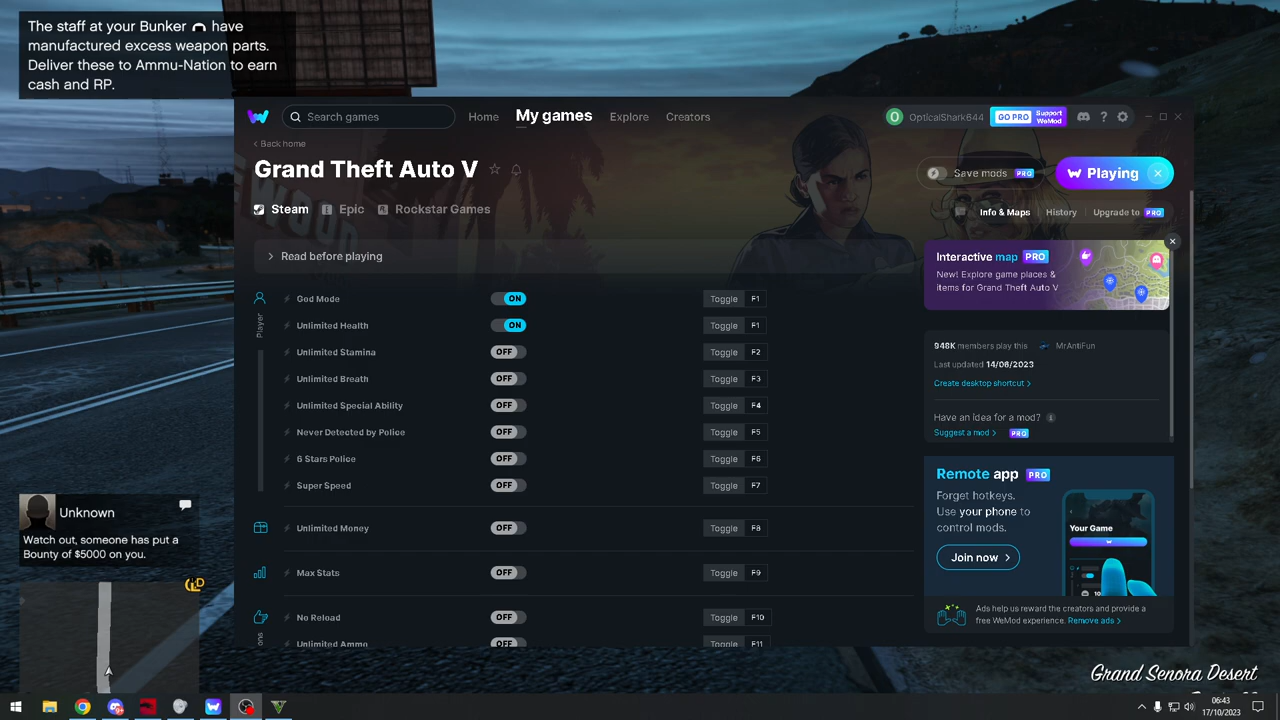 The staff at your Bunker have
manufactured excess weapon parts.
Deliver these to Ammu-Nation to earn
cash and RP.
Search games
Home
My games
Explore
Creators
OpticalShark644
GO PRO
Support
WeMod
Back home
Grand Theft Auto V
Save mods PRO
Playing
Steam
Epic
Rockstar Games
Info & Maps
History
Upgrade to PRO
Read before playing
Player
God Mode ON Toggle F1
Unlimited Health ON Toggle F1
Unlimited Stamina OFF Toggle F2
Unlimited Breath OFF Toggle F3
Unlimited Special Ability OFF Toggle F4
Never Detected by Police OFF Toggle F5
6 Stars Police OFF Toggle F6
Super Speed OFF Toggle F7
Unlimited Money OFF Toggle F8
Max Stats OFF Toggle F9
No Reload OFF Toggle F10
Unlimited Ammo OFF Toggle F11
Interactive map PRO
New! Explore game places &
items for Grand Theft Auto V
948K members play this
MrAntiFun
Last updated 14/08/2023
Create desktop shortcut
Have an idea for a mod?
Suggest a mod PRO
Remote app PRO
Forget hotkeys.
Use your phone to
control mods.
Join now
Your Game
Ads help us reward the creators and provide a
free WeMod experience. Remove ads
Unknown
Watch out, someone has put a
Bounty of $5000 on you.
Grand Senora Desert
06:43
17/10/2023